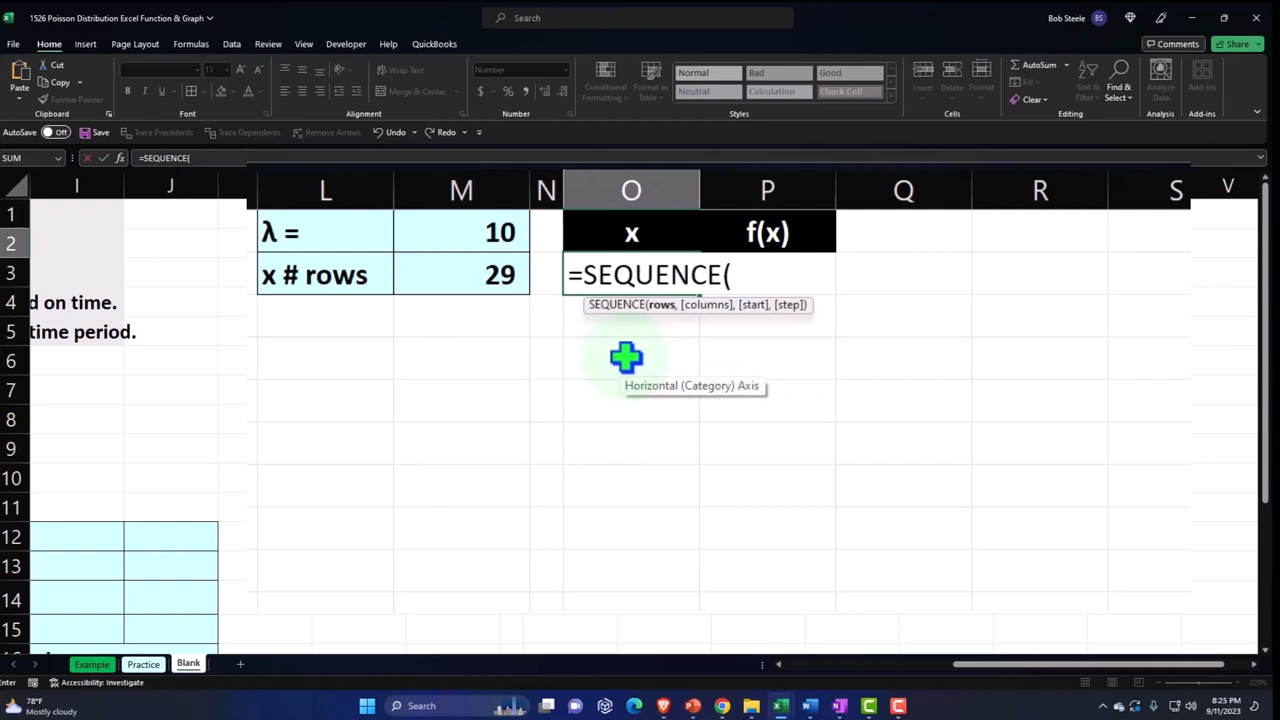 1526 Poisson Distribution Excel Function & Graph
Search
Bob Steele
BS
File
Home
Insert
Page Layout
Formulas
Data
Review
View
Developer
Help
QuickBooks
Comments
Share
Paste
Cut
Copy
Format Painter
Clipboard
11
Font
Wrap Text
Merge & Center
Alignment
Number
Number
Conditional Formatting
Format as Table
Normal
Bad
Good
Neutral
Calculation
Check Cell
Styles
Insert
Delete
Format
Cells
AutoSum
Fill
Clear
Sort & Filter
Find & Select
Editing
Analyze Data
Analysis
Add-ins
Add-ins
AutoSave
Off
Save
Trace Precedents
Trace Dependents
Remove Arrows
Undo
Redo
SUM
=SEQUENCE(
I
J
L
M
N
O
P
Q
R
S
V
1
λ =
10
x
f(x)
2
x # rows
29
=SEQUENCE(
3
SEQUENCE(rows, [columns], [start], [step])
4
d on time.
5
time period.
6
Horizontal (Category) Axis
7
8
9
10
11
12
13
14
15
Example
Practice
Blank
Enter
Accessibility: Investigate
220%
78°F
Mostly cloudy
Search
8:25 PM
9/11/2023